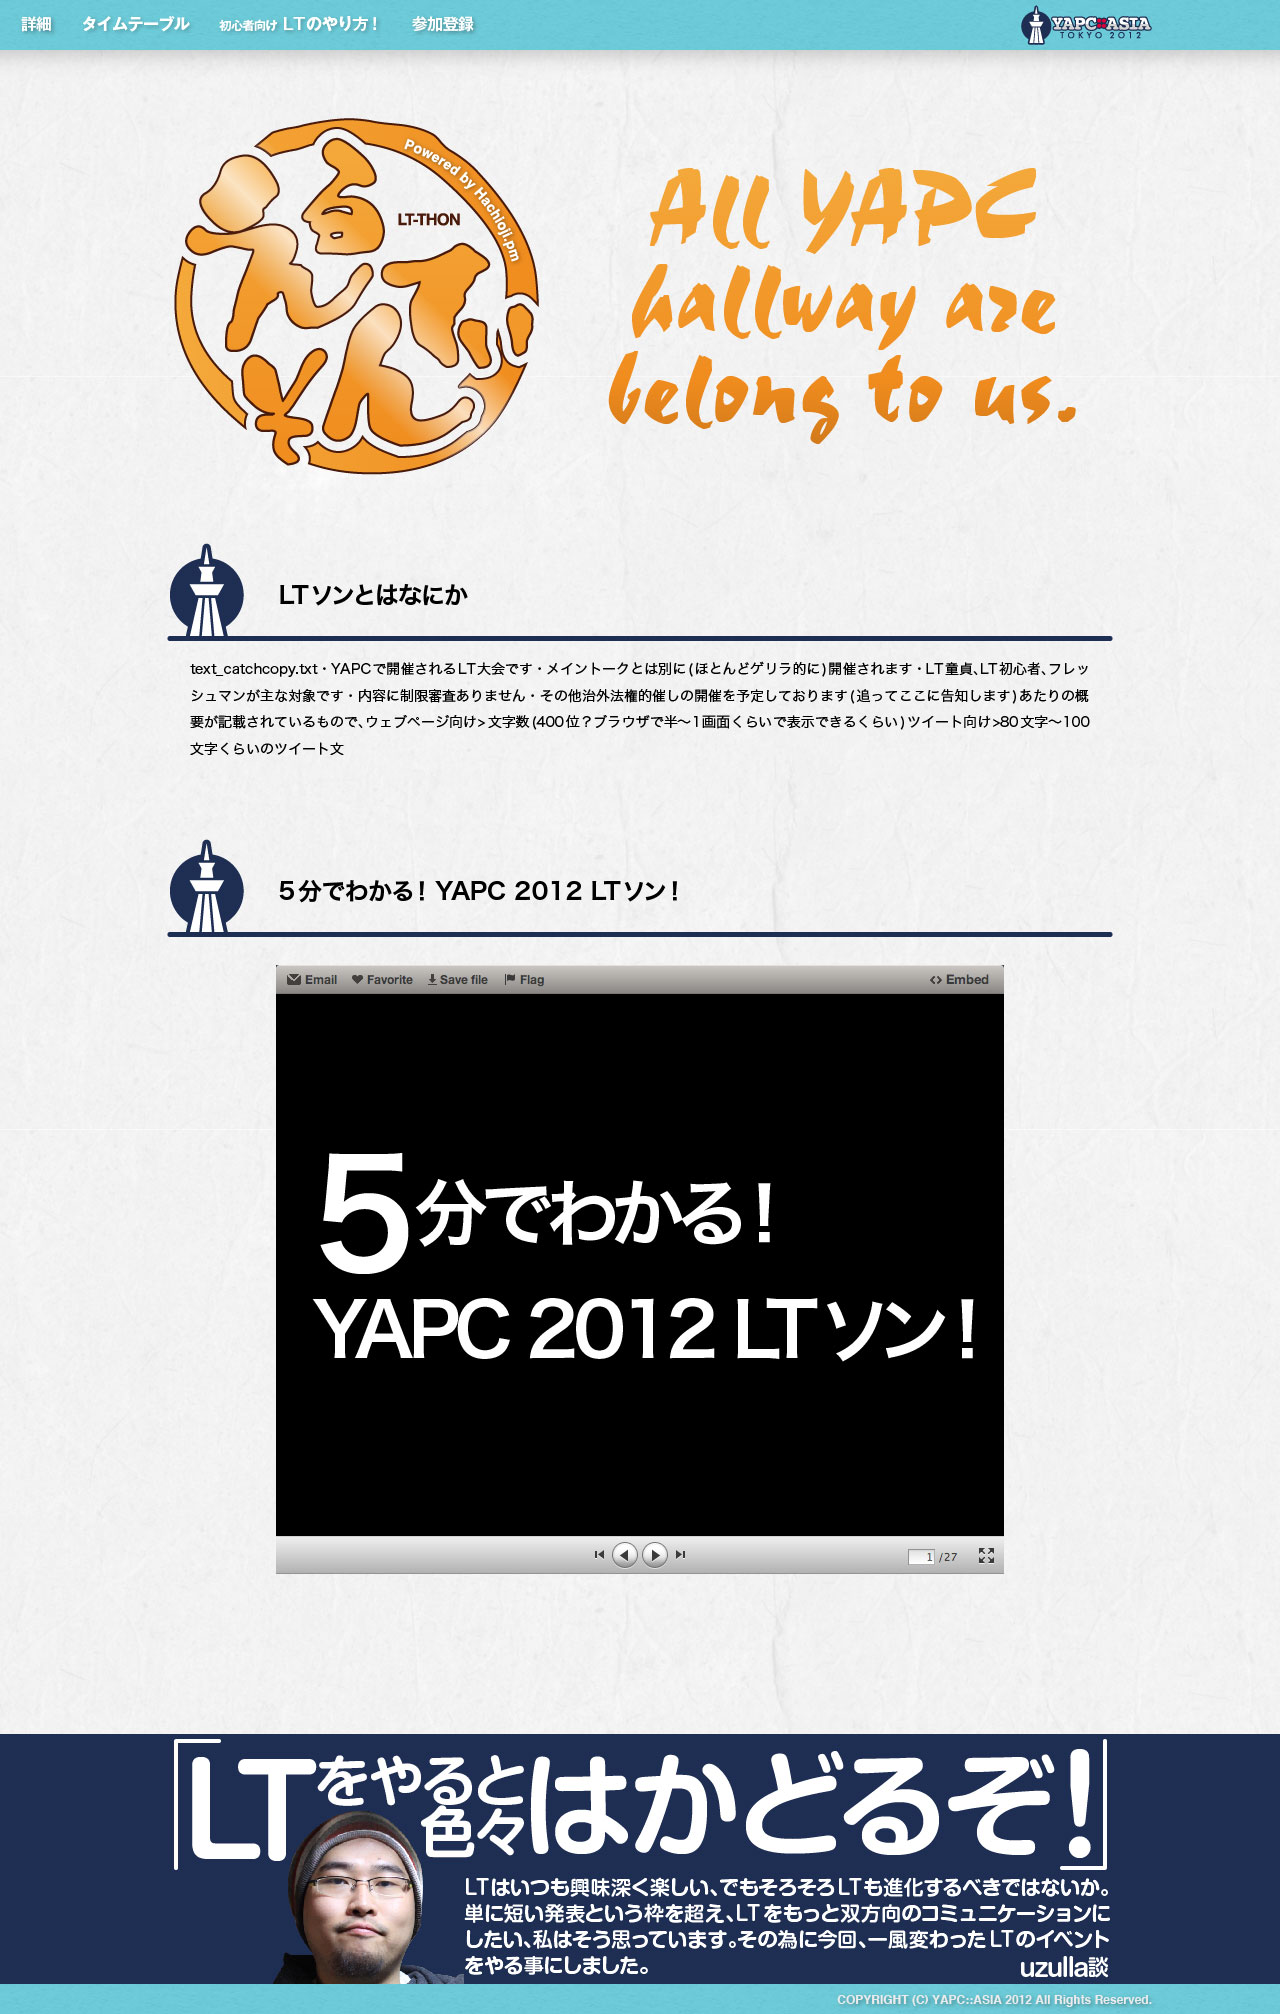 詳細 タイムテーブル 初心者向け LTのやり方！ 参加登録
YAPC::ASIA
TOKYO 2012
Powered by Hachioji.pm
LT-THON
える
てぃ
そん
All YAPC
hallway are
belong to us.
LTソンとはなにか
text_catchcopy.txt・YAPCで開催されるLT大会です・メイントークとは別に(ほとんどゲリラ的に)開催されます・LT童貞、LT初心者、フレッ
シュマンが主な対象です・内容に制限審査ありません・その他治外法権的催しの開催を予定しております(追ってここに告知します)あたりの概
要が記載されているもので、ウェブページ向け>文字数(400位？ブラウザで半〜1画面くらいで表示できるくらい)ツイート向け>80文字〜100
文字くらいのツイート文
5分でわかる！YAPC 2012 LTソン！
Email Favorite Save file Flag Embed
5分でわかる！
YAPC 2012 LTソン！
1 /27
「LTをやると色々はかどるぞ！」
LTはいつも興味深く楽しい、でもそろそろLTも進化するべきではないか。
単に短い発表という枠を超え、LTをもっと双方向のコミュニケーションに
したい、私はそう思っています。その為に今回、一風変わったLTのイベント
をやる事にしました。
uzulla談
COPYRIGHT (C) YAPC::ASIA 2012 All Rights Reserved.